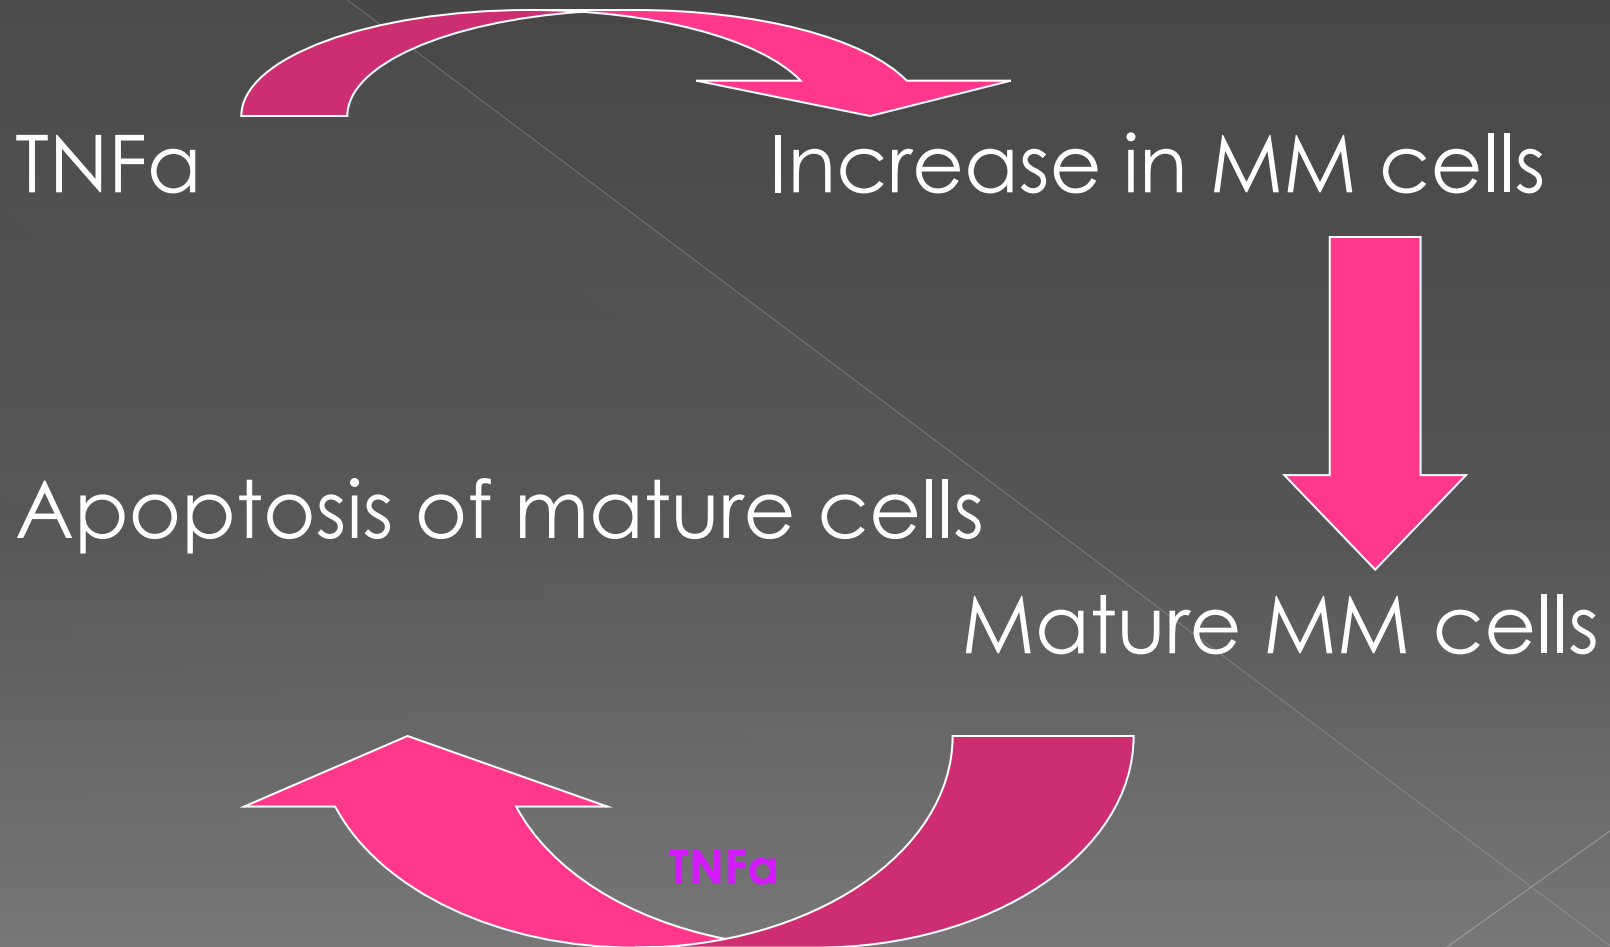 TNFa
Increase in MM cells
Apoptosis of mature cells
Mature MM cells
TNFa